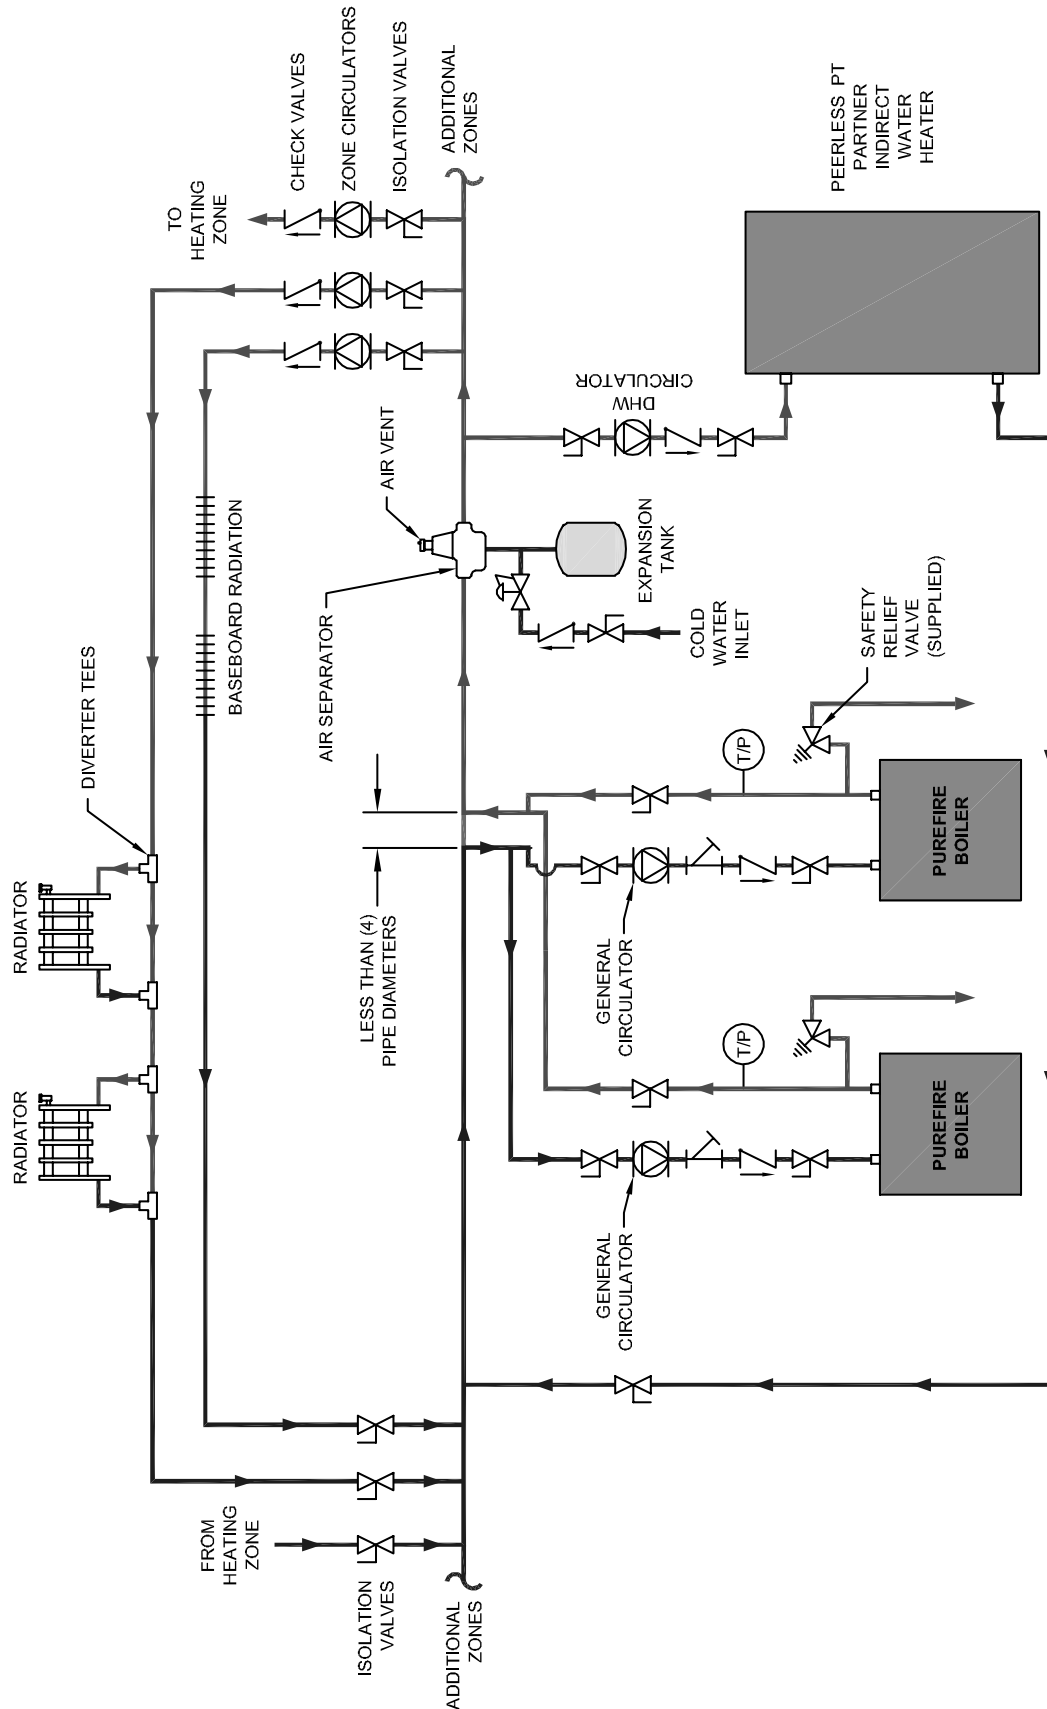 RADIATOR
RADIATOR
DIVERTER TEES
BASEBOARD RADIATION
TO
HEATING
ZONE
CHECK VALVES
ZONE CIRCULATORS
ISOLATION VALVES
ADDITIONAL
ZONES
FROM
HEATING
ZONE
ISOLATION
VALVES
ADDITIONAL
ZONES
LESS THAN (4)
PIPE DIAMETERS
AIR SEPARATOR
AIR VENT
EXPANSION
TANK
COLD
WATER
INLET
DHW
CIRCULATOR
PEERLESS PT
PARTNER
INDIRECT
WATER
HEATER
GENERAL
CIRCULATOR
GENERAL
CIRCULATOR
T/P
T/P
SAFETY
RELIEF
VALVE
(SUPPLIED)
PUREFIRE
BOILER
PUREFIRE
BOILER